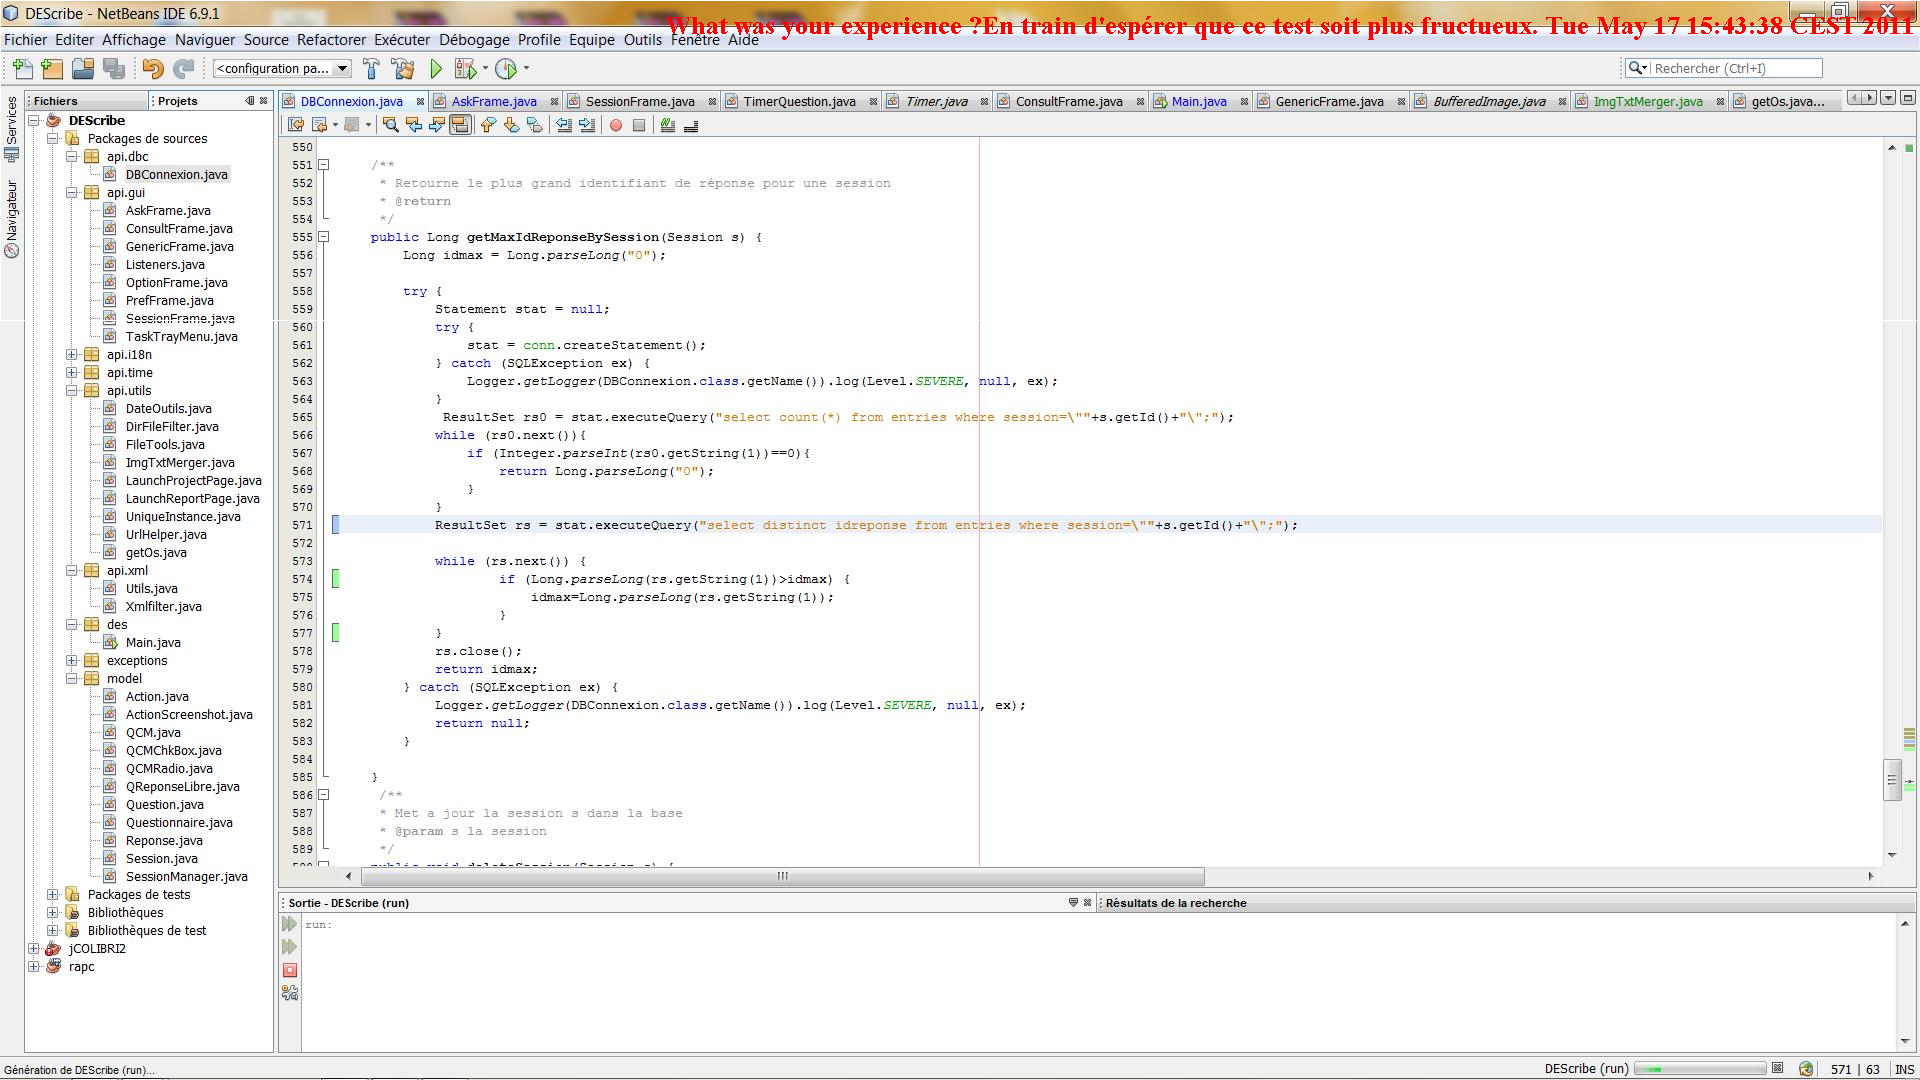 DEScribe - NetBeans IDE 6.9.1
What was your experience ?En train d'espérer que ce test soit plus fructueux. Tue May 17 15:43:38 CEST 2011
Fichier Editer Affichage Naviguer Source Refactorer Exécuter Débogage Profile Equipe Outils Fenêtre Aide
<configuration pa...
Rechercher (Ctrl+I)
Services
Navigateur
Fichiers
Projets
DEScribe
Packages de sources
api.dbc
DBConnexion.java
api.gui
AskFrame.java
ConsultFrame.java
GenericFrame.java
Listeners.java
OptionFrame.java
PrefFrame.java
SessionFrame.java
TaskTrayMenu.java
api.i18n
api.time
api.utils
DateOutils.java
DirFileFilter.java
FileTools.java
ImgTxtMerger.java
LaunchProjectPage.java
LaunchReportPage.java
UniqueInstance.java
UrlHelper.java
getOs.java
api.xml
Utils.java
Xmlfilter.java
des
Main.java
exceptions
model
Action.java
ActionScreenshot.java
QCM.java
QCMChkBox.java
QCMRadio.java
QReponseLibre.java
Question.java
Questionnaire.java
Reponse.java
Session.java
SessionManager.java
Packages de tests
Bibliothèques
Bibliothèques de test
jCOLIBRI2
rapc
DBConnexion.java AskFrame.java SessionFrame.java TimerQuestion.java Timer.java ConsultFrame.java Main.java GenericFrame.java BufferedImage.java ImgTxtMerger.java getOs.java...
550
551 /**
552 * Retourne le plus grand identifiant de réponse pour une session
553 * @return
554 */
555 public Long getMaxIdReponseBySession(Session s) {
556 Long idmax = Long.parseLong("0");
557
558 try {
559 Statement stat = null;
560 try {
561 stat = conn.createStatement();
562 } catch (SQLException ex) {
563 Logger.getLogger(DBConnexion.class.getName()).log(Level.SEVERE, null, ex);
564 }
565 ResultSet rs0 = stat.executeQuery("select count(*) from entries where session=\""+s.getId()+"\";");
566 while (rs0.next()){
567 if (Integer.parseInt(rs0.getString(1))==0){
568 return Long.parseLong("0");
569 }
570 }
571 ResultSet rs = stat.executeQuery("select distinct idreponse from entries where session=\""+s.getId()+"\";");
572
573 while (rs.next()) {
574 if (Long.parseLong(rs.getString(1))>idmax) {
575 idmax=Long.parseLong(rs.getString(1));
576 }
577 }
578 rs.close();
579 return idmax;
580 } catch (SQLException ex) {
581 Logger.getLogger(DBConnexion.class.getName()).log(Level.SEVERE, null, ex);
582 return null;
583 }
584
585 }
586 /**
587 * Met a jour la session s dans la base
588 * @param s la session
589 */
Sortie - DEScribe (run)
Résultats de la recherche
run:
Génération de DEScribe (run)...
DEScribe (run)
571 | 63 INS